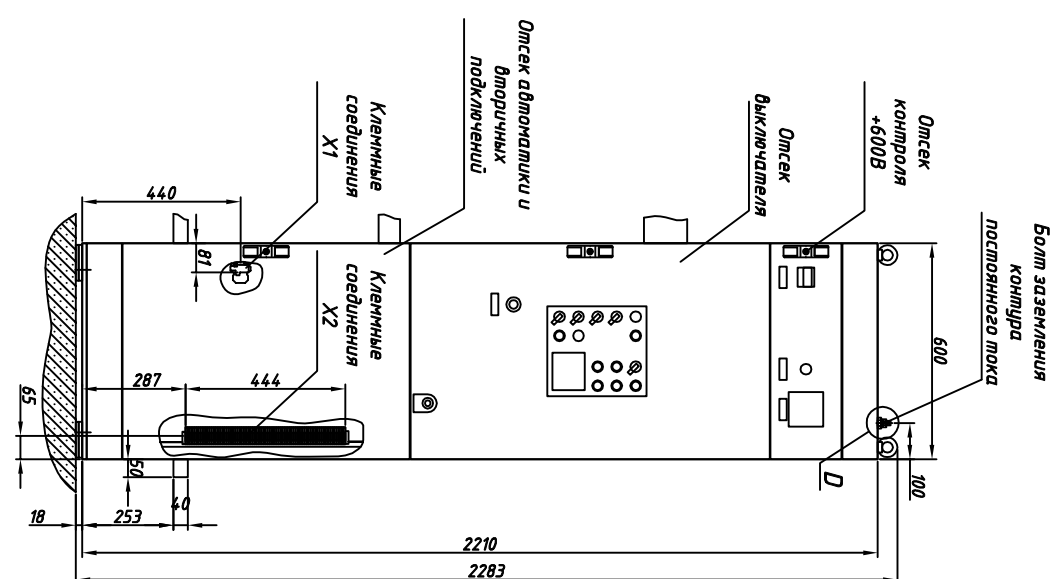 Отсек автоматики и
вторичных
подключений
Клеммные
соединения
X1
Отсек
выключателя
Отсек
контроля
+600В
Болт заземления
контура
постоянного тока
440
81
Клеммные
соединения
X2
600
287
444
65
50
40
18
253
D
100
2210
2283